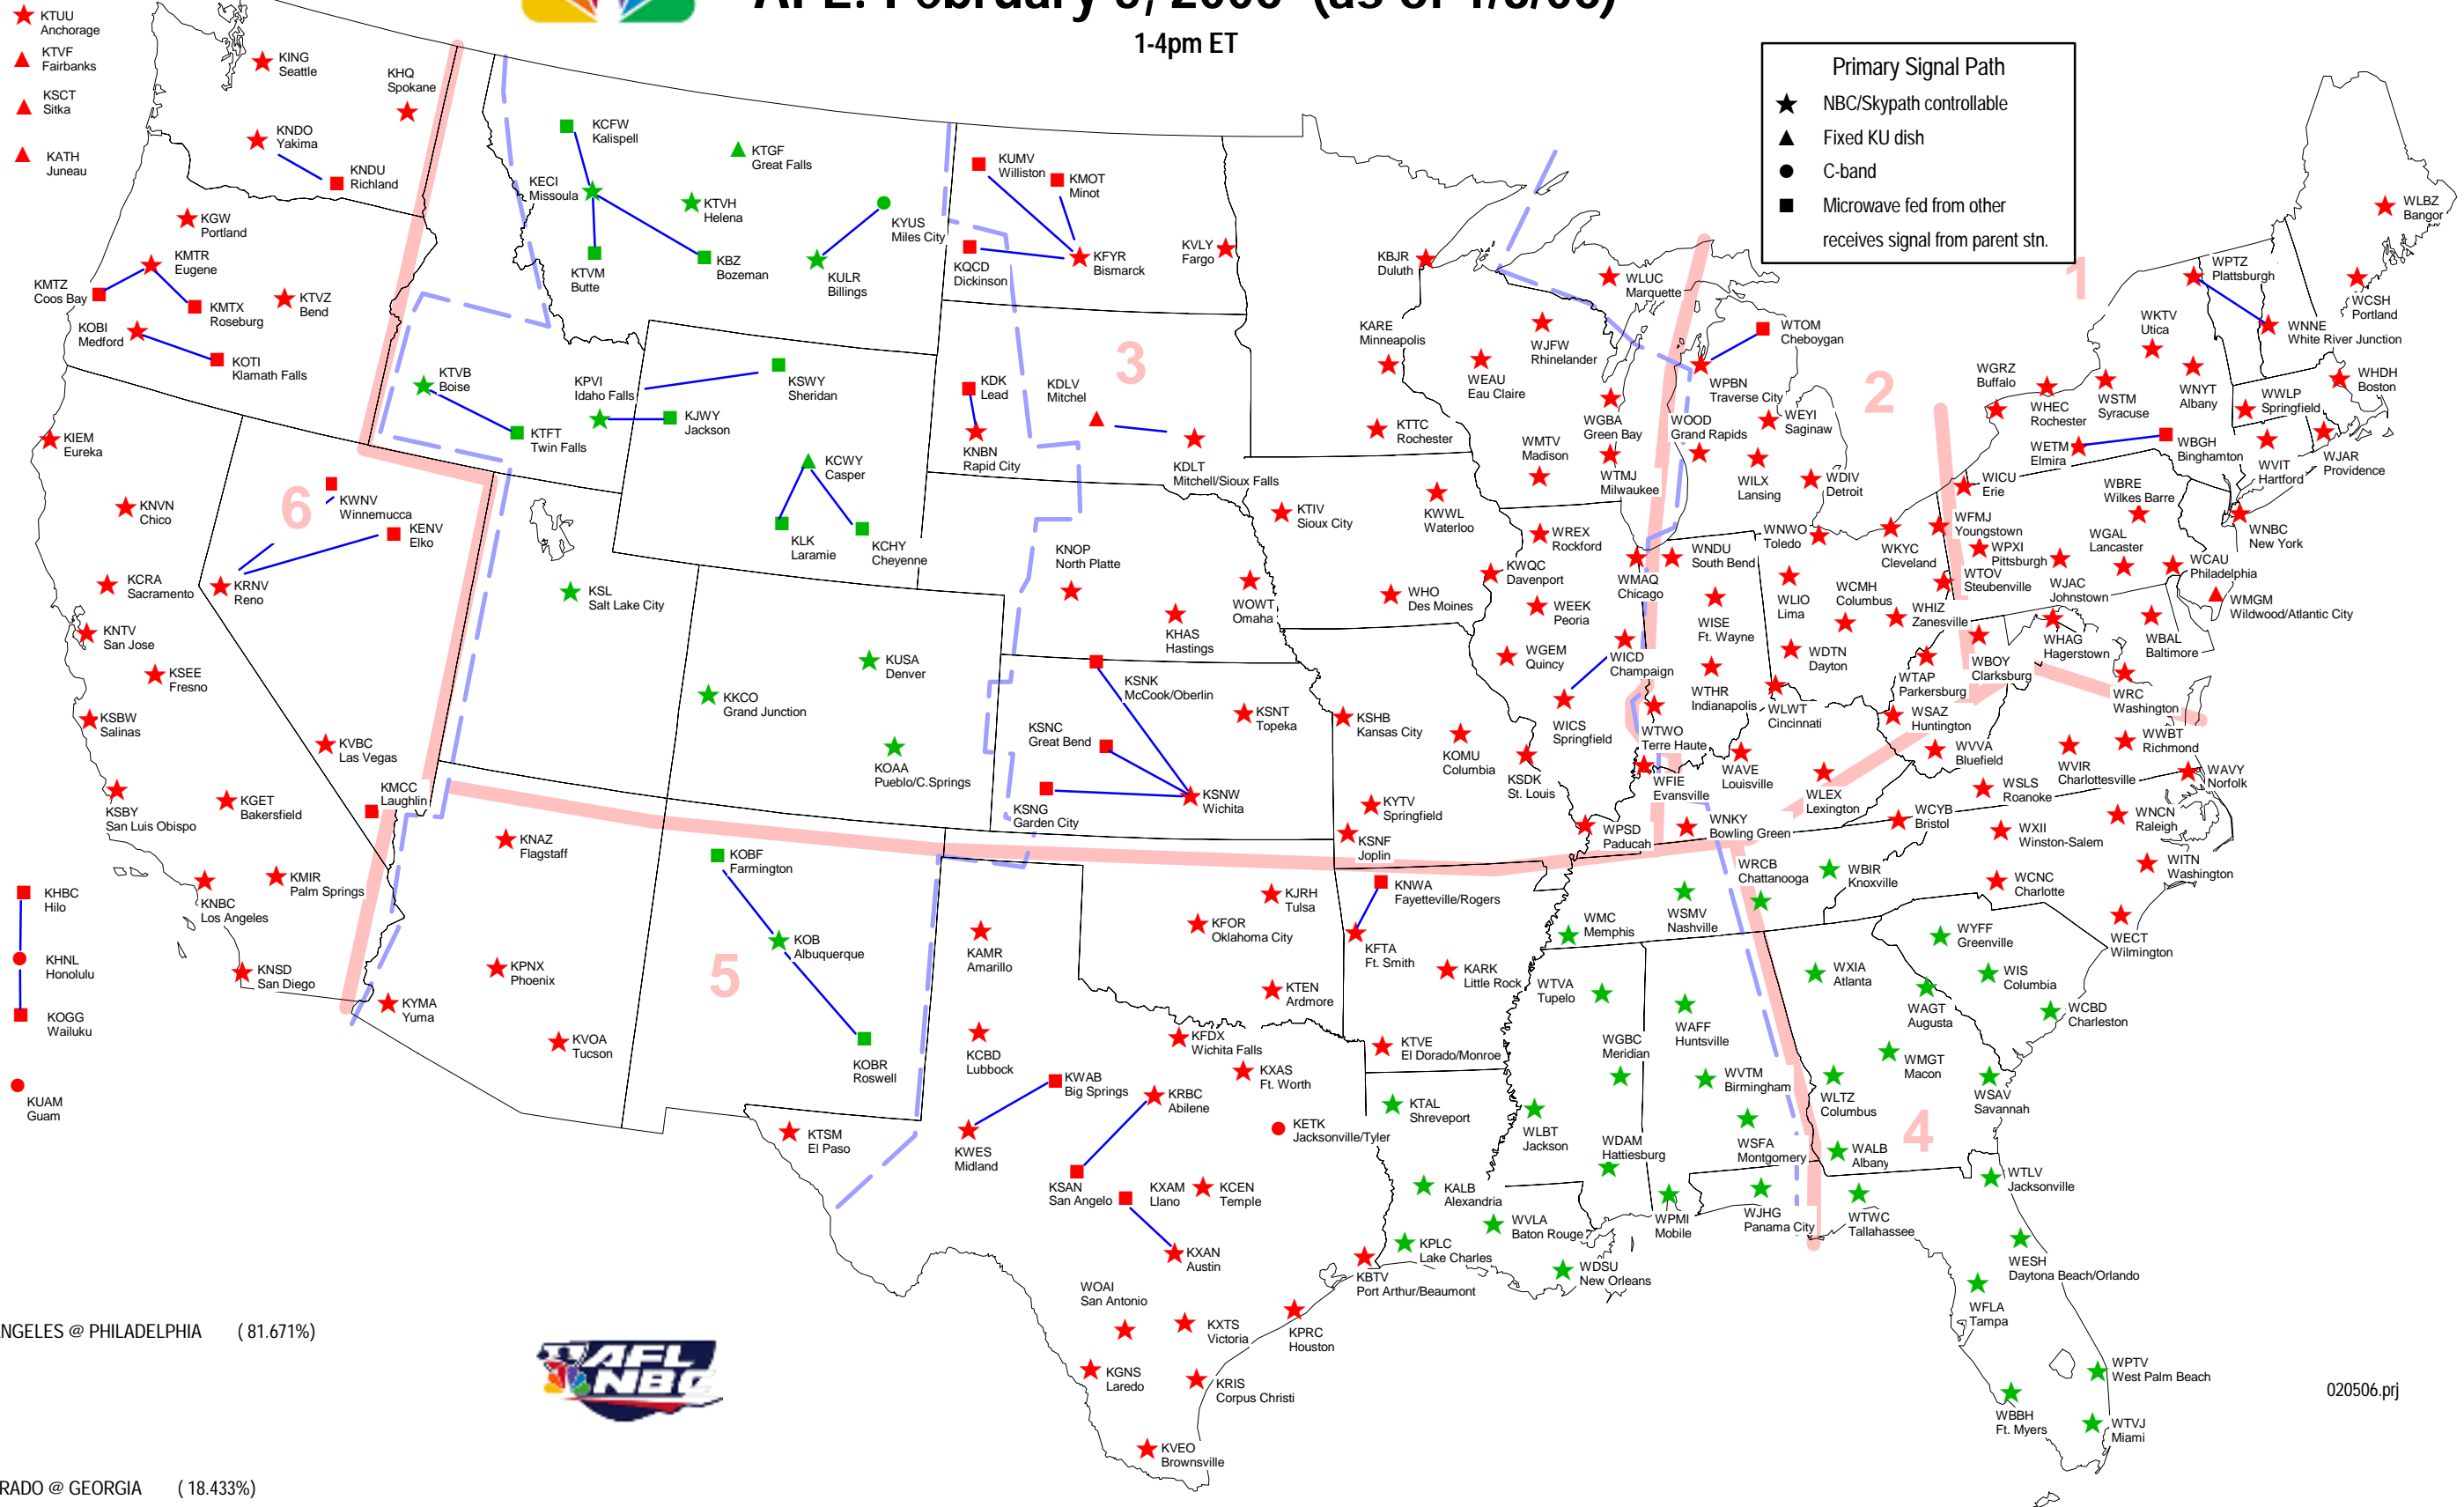 1-4pm ET
Primary Signal Path
NBC/Skypath controllable
Fixed KU dish
C-band
Microwave fed from other
receives signal from parent stn.
KTUU
Anchorage
KTVF
Fairbanks
KSCT
Sitka
KATH
Juneau
KING
Seattle
KHQ
Spokane
KNDO
Yakima
KNDU
Richland
KGW
Portland
KMTR
Eugene
KMTZ
Coos Bay
KMTX
Roseburg
KTVZ
Bend
KOBI
Medford
KOTI
Klamath Falls
KCFW
Kalispell
KTGF
Great Falls
KECI
Missoula
KTVH
Helena
KYUS
Miles City
KTVM
Butte
KBZ
Bozeman
KULR
Billings
KUMV
Williston
KMOT
Minot
KQCD
Dickinson
KFYR
Bismarck
KVLY
Fargo
KBJR
Duluth
WLUC
Marquette
WTOM
Cheboygan
1
WLBZ
Bangor
WPTZ
Plattsburgh
WCSH
Portland
WNNE
White River Junction
WKTV
Utica
KTVB
Boise
KTFT
Twin Falls
KPVI
Idaho Falls
KSWY
Sheridan
KJWY
Jackson
KCWY
Casper
KLK
Laramie
KCHY
Cheyenne
KDK
Lead
KDLV
Mitchel
3
KNBN
Rapid City
KDLT
Mitchell/Sioux Falls
KARE
Minneapolis
KTTC
Rochester
WJFW
Rhinelander
WEAU
Eau Claire
WGBA
Green Bay
WMTV
Madison
WTMJ
Milwaukee
WPBN
Traverse City
WOOD
Grand Rapids
WEYI
Saginaw
WILX
Lansing
WDIV
Detroit
2
WGRZ
Buffalo
WHEC
Rochester
WSTM
Syracuse
WNYT
Albany
WWLP
Springfield
WHDH
Boston
WETM
Elmira
WBGH
Binghamton
WVIT
Hartford
WJAR
Providence
KIEM
Eureka
KNVN
Chico
6
KWNV
Winnemucca
KENV
Elko
KRNV
Reno
KCRA
Sacramento
KNTV
San Jose
KSEE
Fresno
KSBW
Salinas
KVBC
Las Vegas
KMCC
Laughlin
KSBY
San Luis Obispo
KGET
Bakersfield
KNBC
Los Angeles
KMIR
Palm Springs
KNSD
San Diego
KSL
Salt Lake City
KUSA
Denver
KKCO
Grand Junction
KOAA
Pueblo/C.Springs
KNOP
North Platte
KHAS
Hastings
WOWT
Omaha
KTIV
Sioux City
KWWL
Waterloo
WHO
Des Moines
KWQC
Davenport
WREX
Rockford
WEEK
Peoria
WMAQ
Chicago
WNDU
South Bend
WNWO
Toledo
WKYC
Cleveland
WICU
Erie
WFMJ
Youngstown
WPXI
Pittsburgh
WTOV
Steubenville
WJAC
Johnstown
WBRE
Wilkes Barre
WGAL
Lancaster
WNBC
New York
WCAU
Philadelphia
WMGM
Wildwood/Atlantic City
WISE
Ft. Wayne
WLIO
Lima
WCMH
Columbus
WHIZ
Zanesville
WDTN
Dayton
WGEM
Quincy
WICD
Champaign
WICS
Springfield
WTHR
Indianapolis
WLWT
Cincinnati
WTWO
Terre Haute
WTAP
Parkersburg
WBOY
Clarksburg
WHAG
Hagerstown
WBAL
Baltimore
WRC
Washington
WSAZ
Huntington
WVVA
Bluefield
WVIR
Charlottesville
WWBT
Richmond
WAVY
Norfolk
WSLS
Roanoke
KSNK
McCook/Oberlin
KSNC
Great Bend
KSNT
Topeka
KSNG
Garden City
KSNW
Wichita
KSHB
Kansas City
KOMU
Columbia
KSDK
St. Louis
KYTV
Springfield
KSNF
Joplin
WFIE
Evansville
WAVE
Louisville
WLEX
Lexington
WPSD
Paducah
WNKY
Bowling Green
WCYB
Bristol
WXII
Winston-Salem
WNCN
Raleigh
WITN
Washington
WCNC
Charlotte
WECT
Wilmington
WRCB
Chattanooga
WBIR
Knoxville
WSMV
Nashville
WMC
Memphis
KHBC
Hilo
KHNL
Honolulu
KOGG
Wailuku
KUAM
Guam
KNAZ
Flagstaff
KPNX
Phoenix
KYMA
Yuma
KVOA
Tucson
KOBF
Farmington
KOB
Albuquerque
5
KOBR
Roswell
KAMR
Amarillo
KJRH
Tulsa
KFOR
Oklahoma City
KTEN
Ardmore
KNWA
Fayetteville/Rogers
KFTA
Ft. Smith
KARK
Little Rock
KTVE
El Dorado/Monroe
KCBD
Lubbock
KFDX
Wichita Falls
KXAS
Ft. Worth
KWAB
Big Springs
KRBC
Abilene
KTSM
El Paso
KWES
Midland
KETK
Jacksonville/Tyler
KSAN
San Angelo
KXAM
Llano
KCEN
Temple
KXAN
Austin
WOAI
San Antonio
KXTS
Victoria
KPRC
Houston
KBTV
Port Arthur/Beaumont
KGNS
Laredo
KRIS
Corpus Christi
KVEO
Brownsville
KTAL
Shreveport
KALB
Alexandria
KPLC
Lake Charles
WVLA
Baton Rouge
WDSU
New Orleans
WTVA
Tupelo
WGBC
Meridian
WLBT
Jackson
WDAM
Hattiesburg
WPMI
Mobile
WAFF
Huntsville
WVTM
Birmingham
WSFA
Montgomery
WJHG
Panama City
WXIA
Atlanta
WYFF
Greenville
WIS
Columbia
WAGT
Augusta
WCBD
Charleston
WMGT
Macon
WLTZ
Columbus
WSAV
Savannah
4
WALB
Albany
WTLV
Jacksonville
WTWC
Tallahassee
WESH
Daytona Beach/Orlando
WFLA
Tampa
WPTV
West Palm Beach
WBBH
Ft. Myers
WTVJ
Miami
NGELES @ PHILADELPHIA ( 81.671%)
AFL
NBC
020506.prj
RADO @ GEORGIA ( 18.433%)